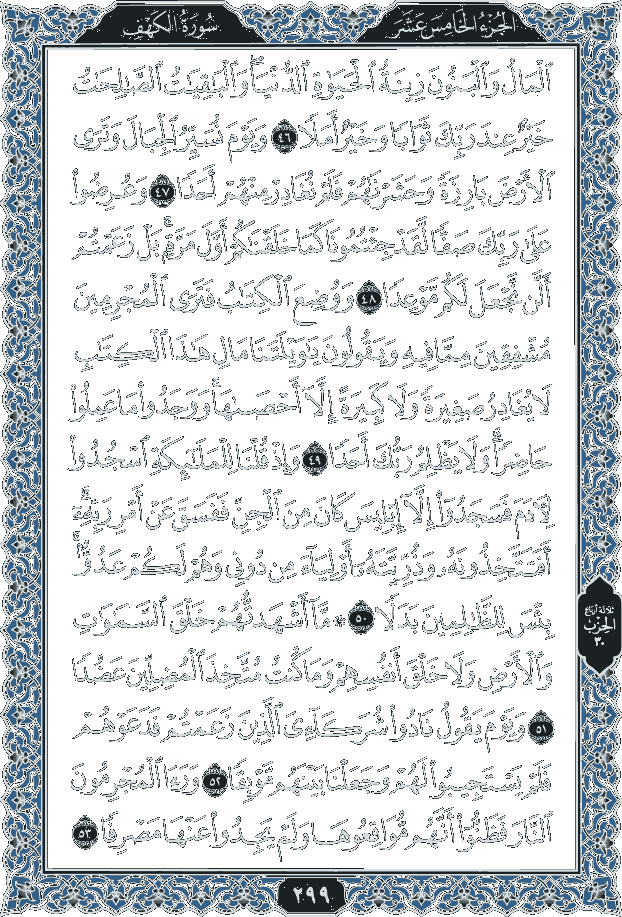 سُورَةُ الكَهْفِ
الجُزْءُ الخَامِسَ عَشَرَ
ٱلْمَالُ وَٱلْبَنُونَ زِينَةُ ٱلْحَيَوٰةِ ٱلدُّنْيَاۖ وَٱلْبَٰقِيَٰتُ ٱلصَّٰلِحَٰتُ
خَيْرٌ عِندَ رَبِّكَ ثَوَابًا وَخَيْرٌ أَمَلًا ٤٦ وَيَوْمَ نُسَيِّرُ ٱلْجِبَالَ وَتَرَى
ٱلْأَرْضَ بَارِزَةً وَحَشَرْنَٰهُمْ فَلَمْ نُغَادِرْ مِنْهُمْ أَحَدًا ٤٧ وَعُرِضُوا۟
عَلَىٰ رَبِّكَ صَفًّا لَّقَدْ جِئْتُمُونَا كَمَا خَلَقْنَٰكُمْ أَوَّلَ مَرَّةٍۭۚ بَلْ زَعَمْتُمْ
أَلَّن نَّجْعَلَ لَكُم مَّوْعِدًا ٤٨ وَوُضِعَ ٱلْكِتَٰبُ فَتَرَى ٱلْمُجْرِمِينَ
مُشْفِقِينَ مِمَّا فِيهِ وَيَقُولُونَ يَٰوَيْلَتَنَا مَالِ هَٰذَا ٱلْكِتَٰبِ
لَا يُغَادِرُ صَغِيرَةً وَلَا كَبِيرَةً إِلَّآ أَحْصَىٰهَاۚ وَوَجَدُوا۟ مَا عَمِلُوا۟
حَاضِرًاۗ وَلَا يَظْلِمُ رَبُّكَ أَحَدًا ٤٩ وَإِذْ قُلْنَا لِلْمَلَٰٓئِكَةِ ٱسْجُدُوا۟
لِءَادَمَ فَسَجَدُوٓا۟ إِلَّآ إِبْلِيسَ كَانَ مِنَ ٱلْجِنِّ فَفَسَقَ عَنْ أَمْرِ رَبِّهِۦٓۗ
أَفَتَتَّخِذُونَهُۥ وَذُرِّيَّتَهُۥٓ أَوْلِيَآءَ مِن دُونِى وَهُمْ لَكُمْ عَدُوٌّۢۚ
بِئْسَ لِلظَّٰلِمِينَ بَدَلًا ٥٠ ۞ مَّآ أَشْهَدتُّهُمْ خَلْقَ ٱلسَّمَٰوَٰتِ
وَٱلْأَرْضِ وَلَا خَلْقَ أَنفُسِهِمْ وَمَا كُنتُ مُتَّخِذَ ٱلْمُضِلِّينَ عَضُدًا
٥١ وَيَوْمَ يَقُولُ نَادُوا۟ شُرَكَآءِىَ ٱلَّذِينَ زَعَمْتُمْ فَدَعَوْهُمْ
فَلَمْ يَسْتَجِيبُوا۟ لَهُمْ وَجَعَلْنَا بَيْنَهُم مَّوْبِقًا ٥٢ وَرَءَا ٱلْمُجْرِمُونَ
ٱلنَّارَ فَظَنُّوٓا۟ أَنَّهُم مُّوَاقِعُوهَا وَلَمْ يَجِدُوا۟ عَنْهَا مَصْرِفًا ٥٣
ثلاثة أرباع
الحزب
٣٠
٢٩٩